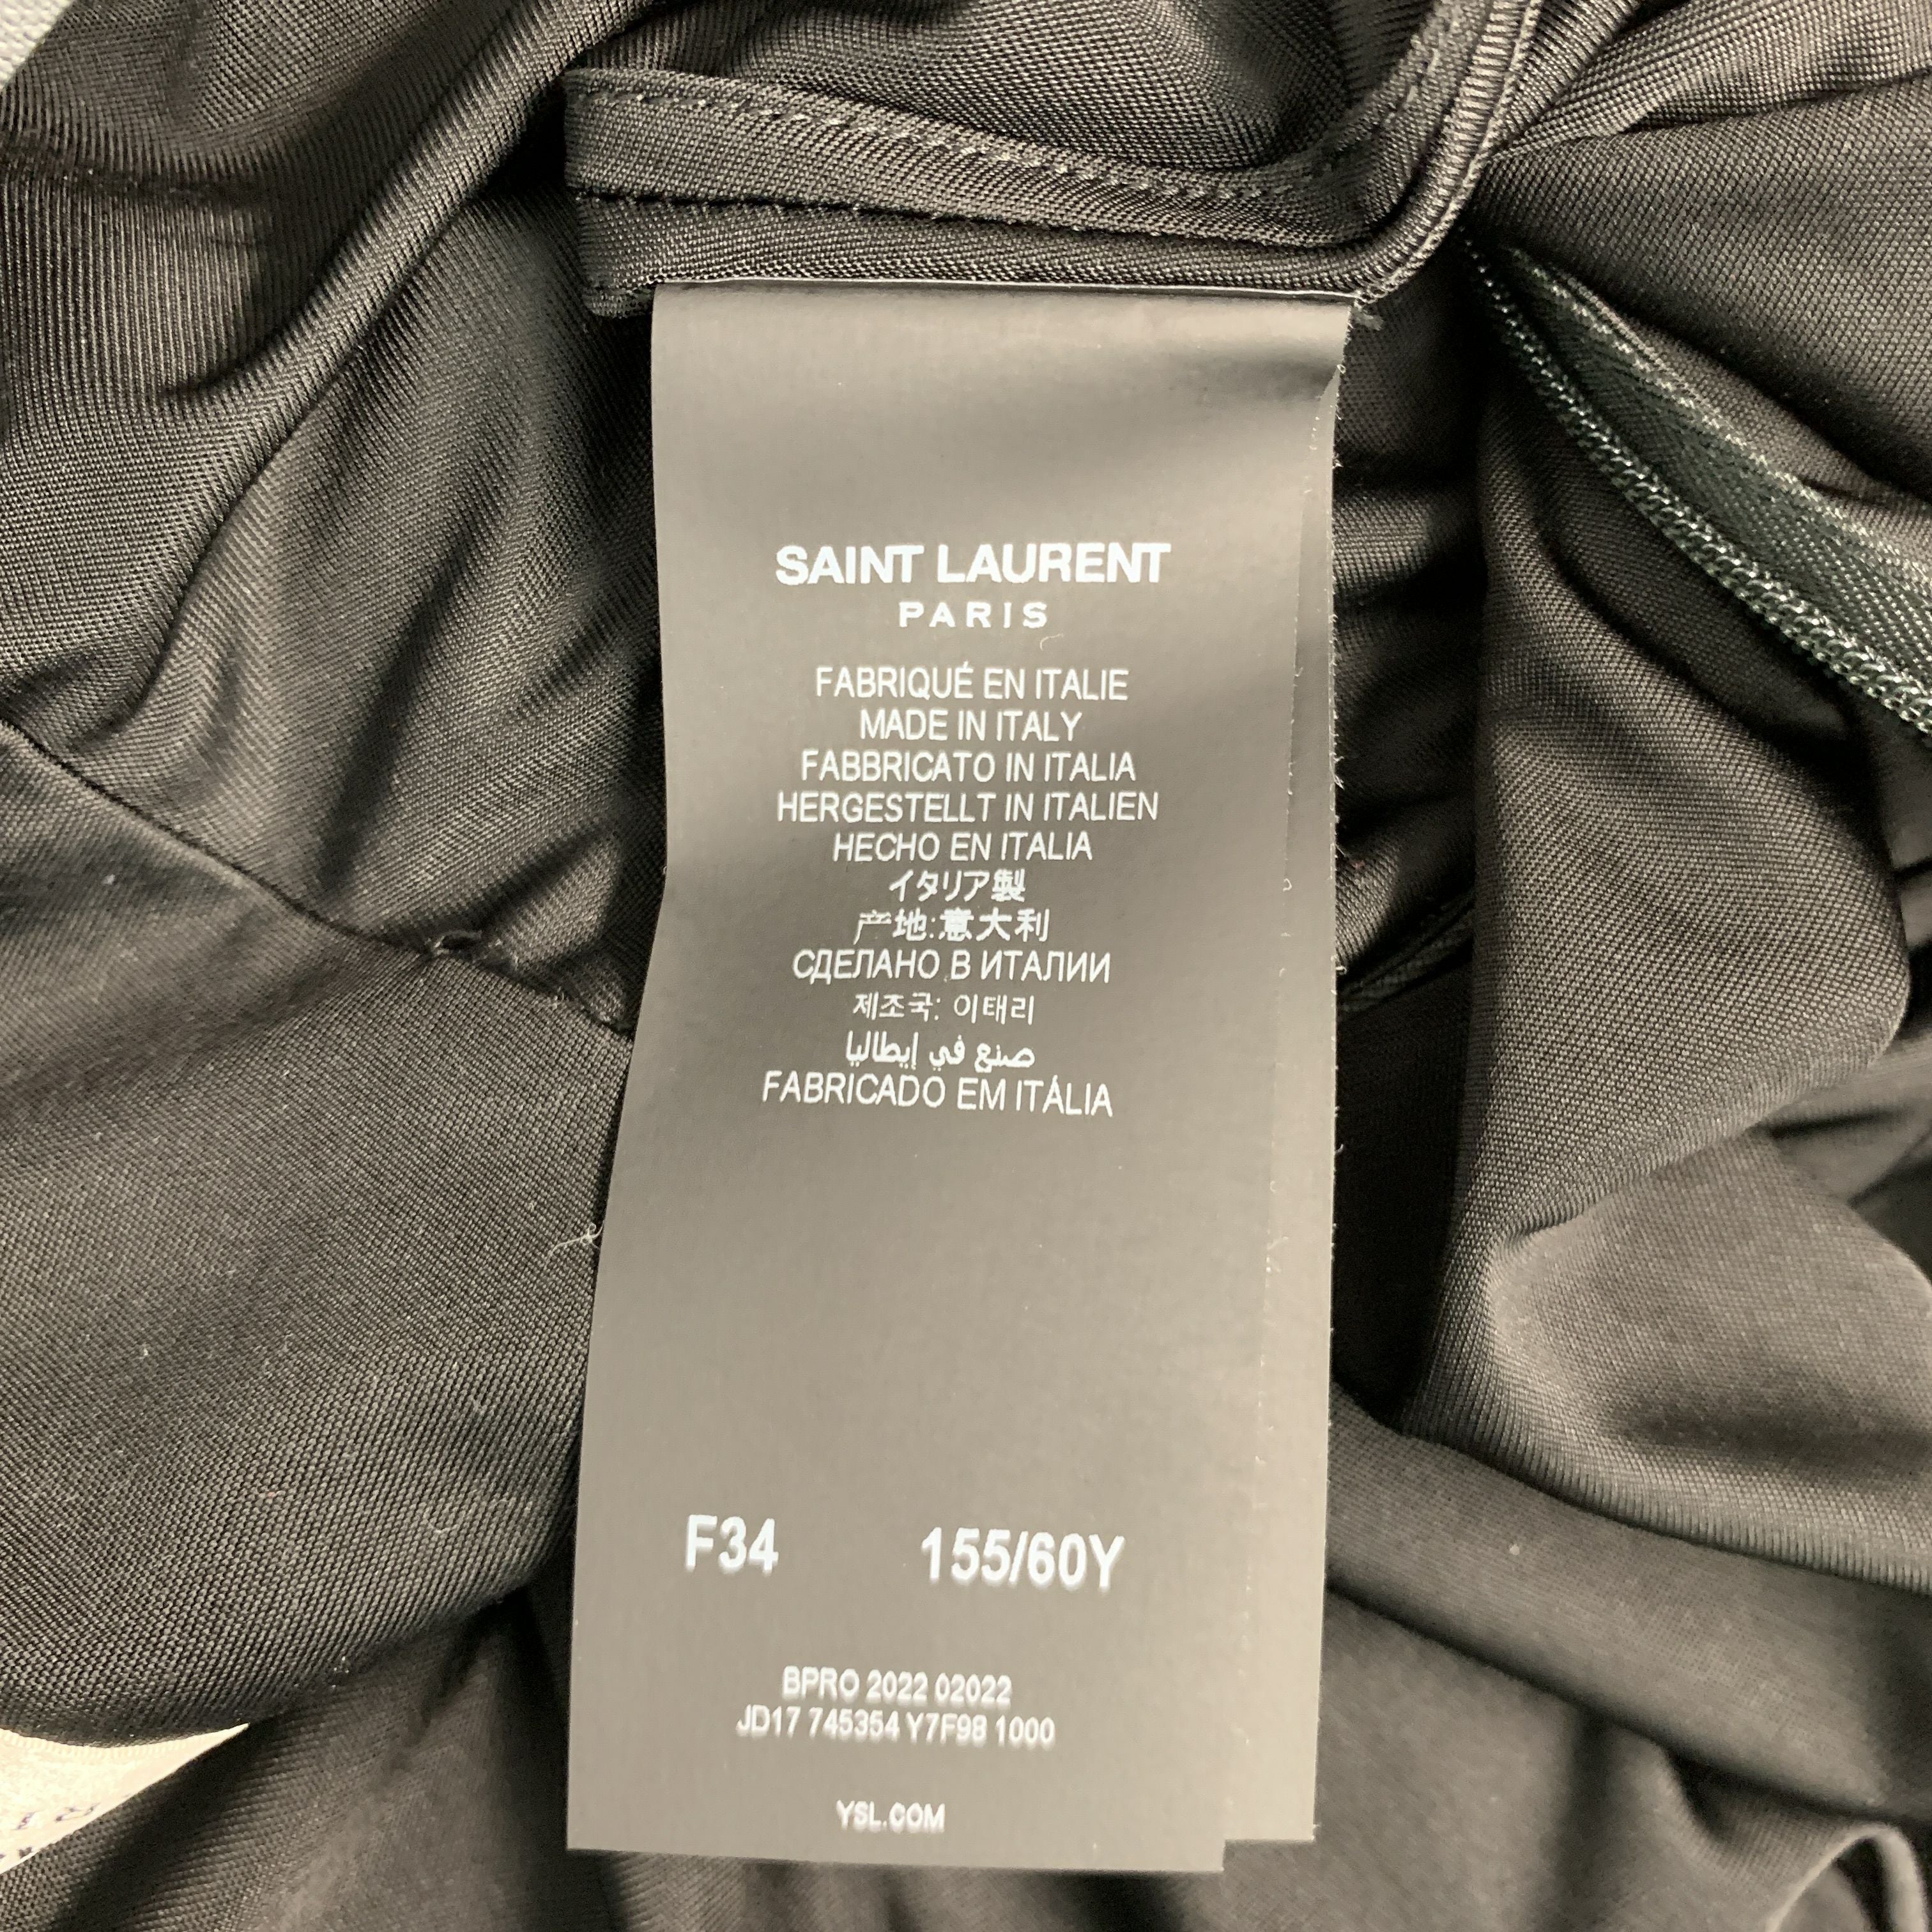 SAINT LAURENT
PARIS
FABRIQUÉ EN ITALIE
MADE IN ITALY
FABBRICATO IN ITALIA
HERGESTELLT IN ITALIEN
HECHO EN ITALIA
イタリア製
产地:意大利
СДЕЛАНО В ИТАЛИИ
제조국: 이태리
صنع في إيطاليا
FABRICADO EM ITÁLIA
F34 155/60Y
BPRO 2022 02022
JD17 745354 Y7F98 1000
YSL.COM